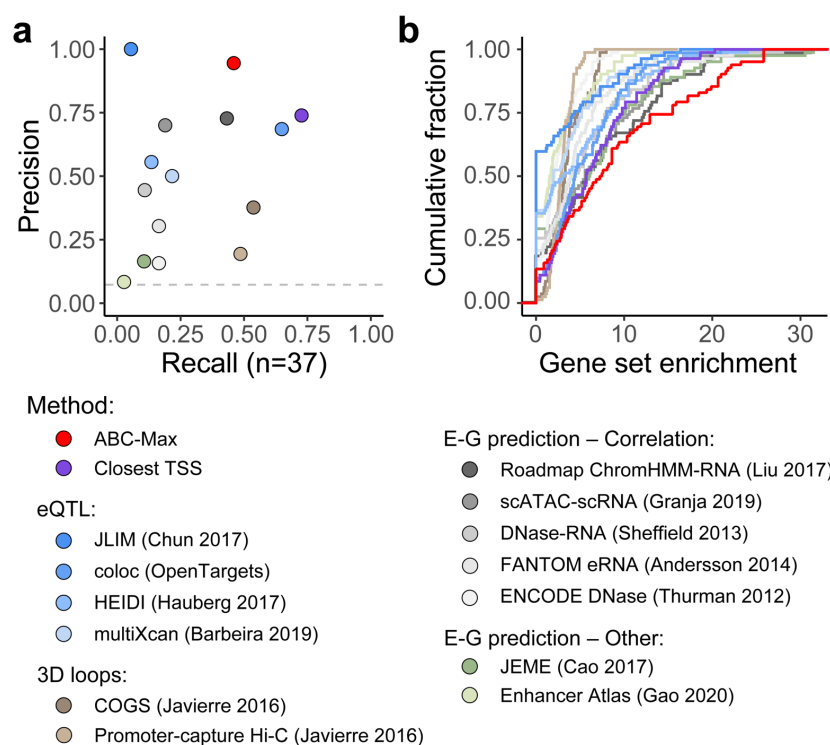 a
Precision
1.00
0.75
0.50
0.25
0.00
0.00 0.25 0.50 0.75 1.00
Recall (n=37)
b
Cumulative fraction
1.00
0.75
0.50
0.25
0.00
0 10 20 30
Gene set enrichment
Method:
ABC-Max
Closest TSS
eQTL:
JLIM (Chun 2017)
coloc (OpenTargets)
HEIDI (Hauberg 2017)
multiXcan (Barbeira 2019)
3D loops:
COGS (Javierre 2016)
Promoter-capture Hi-C (Javierre 2016)
E-G prediction – Correlation:
Roadmap ChromHMM-RNA (Liu 2017)
scATAC-scRNA (Granja 2019)
DNase-RNA (Sheffield 2013)
FANTOM eRNA (Andersson 2014)
ENCODE DNase (Thurman 2012)
E-G prediction – Other:
JEME (Cao 2017)
Enhancer Atlas (Gao 2020)